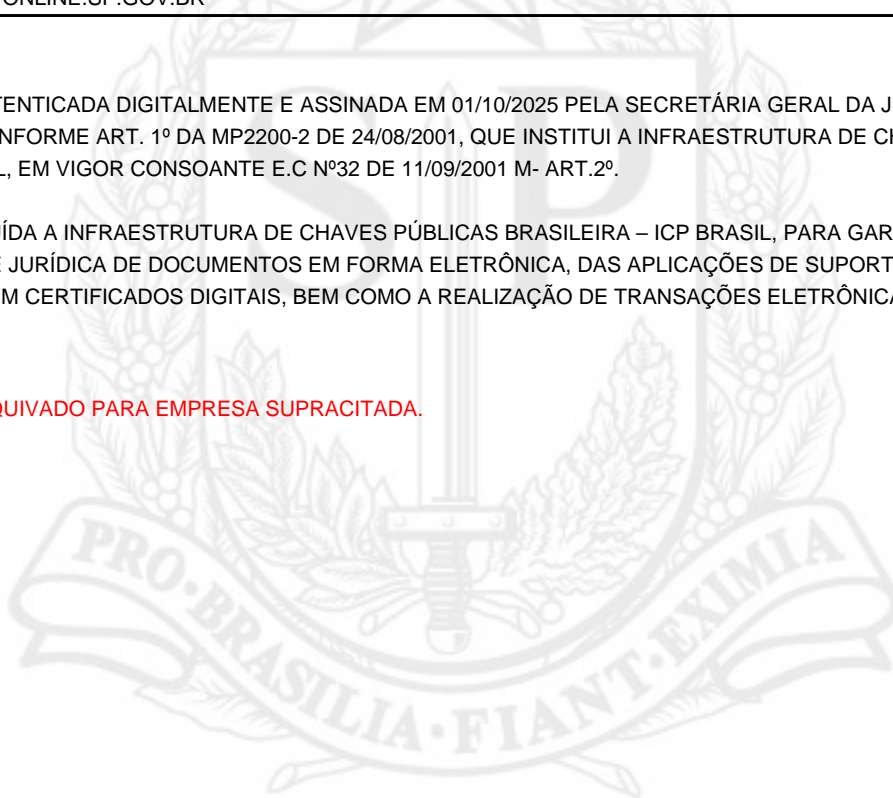 ONLINE.SP.GOV.BR
TENTICADA DIGITALMENTE E ASSINADA EM 01/10/2025 PELA SECRETÁRIA GERAL DA J
NFORME ART. 1º DA MP2200-2 DE 24/08/2001, QUE INSTITUI A INFRAESTRUTURA DE CH
L, EM VIGOR CONSOANTE E.C Nº32 DE 11/09/2001 M- ART.2º.
ÍDA A INFRAESTRUTURA DE CHAVES PÚBLICAS BRASILEIRA – ICP BRASIL, PARA GAR
E JURÍDICA DE DOCUMENTOS EM FORMA ELETRÔNICA, DAS APLICAÇÕES DE SUPORT
M CERTIFICADOS DIGITAIS, BEM COMO A REALIZAÇÃO DE TRANSAÇÕES ELETRÔNICA
QUIVADO PARA EMPRESA SUPRACITADA.
SP
PRO·BRASILIA·FIANT·EXIMIA